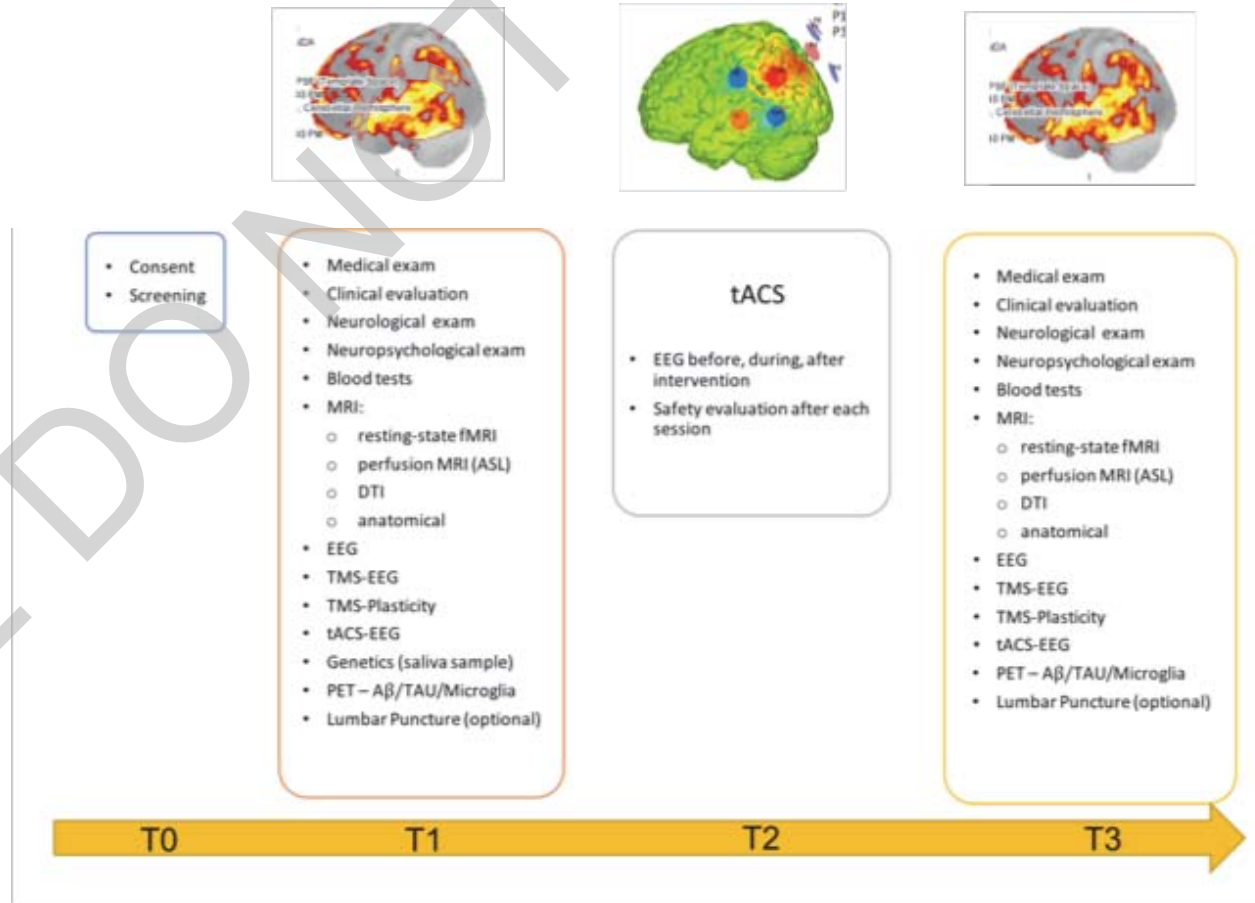 DO NOT
Consent
Screening
Medical exam
Clinical evaluation
Neurological exam
Neuropsychological exam
Blood tests
MRI:
resting-state fMRI
perfusion MRI (ASL)
DTI
anatomical
EEG
TMS-EEG
TMS-Plasticity
tACS-EEG
Genetics (saliva sample)
PET – Aβ/TAU/Microglia
Lumbar Puncture (optional)
tACS
EEG before, during, after
intervention
Safety evaluation after each
session
Medical exam
Clinical evaluation
Neurological exam
Neuropsychological exam
Blood tests
MRI:
resting-state fMRI
perfusion MRI (ASL)
DTI
anatomical
EEG
TMS-EEG
TMS-Plasticity
tACS-EEG
PET – Aβ/TAU/Microglia
Lumbar Puncture (optional)
T0
T1
T2
T3